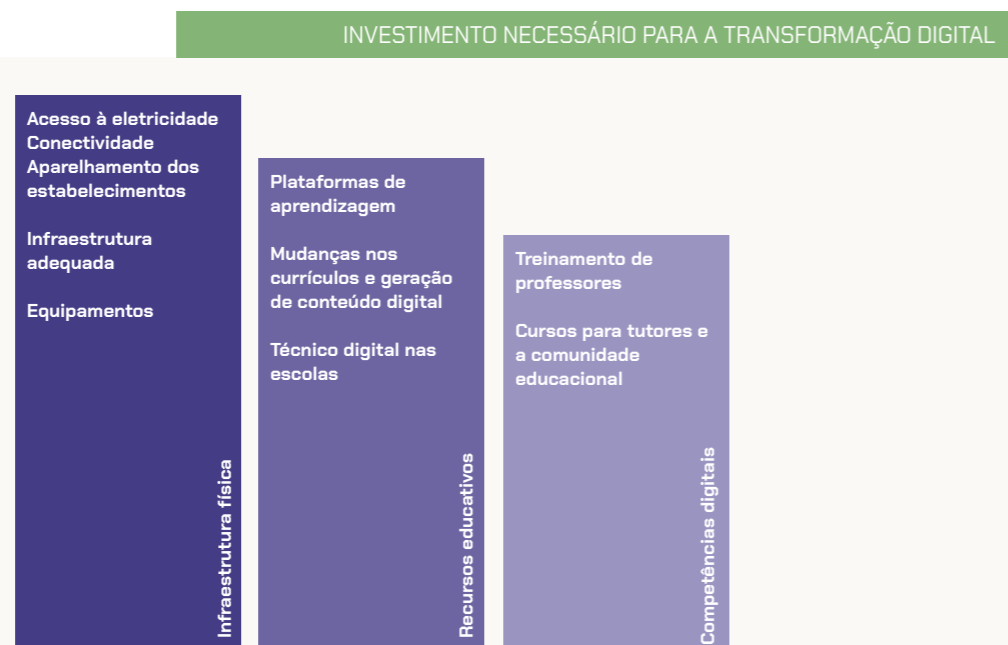 INVESTIMENTO NECESSÁRIO PARA A TRANSFORMAÇÃO DIGITAL
Acesso à eletricidade
Conectividade
Aparelhamento dos
estabelecimentos
Infraestrutura
adequada
Equipamentos
Infraestrutura física
Plataformas de
aprendizagem
Mudanças nos
currículos e geração
de conteúdo digital
Técnico digital nas
escolas
Recursos educativos
Treinamento de
professores
Cursos para tutores e
a comunidade
educacional
Competências digitais